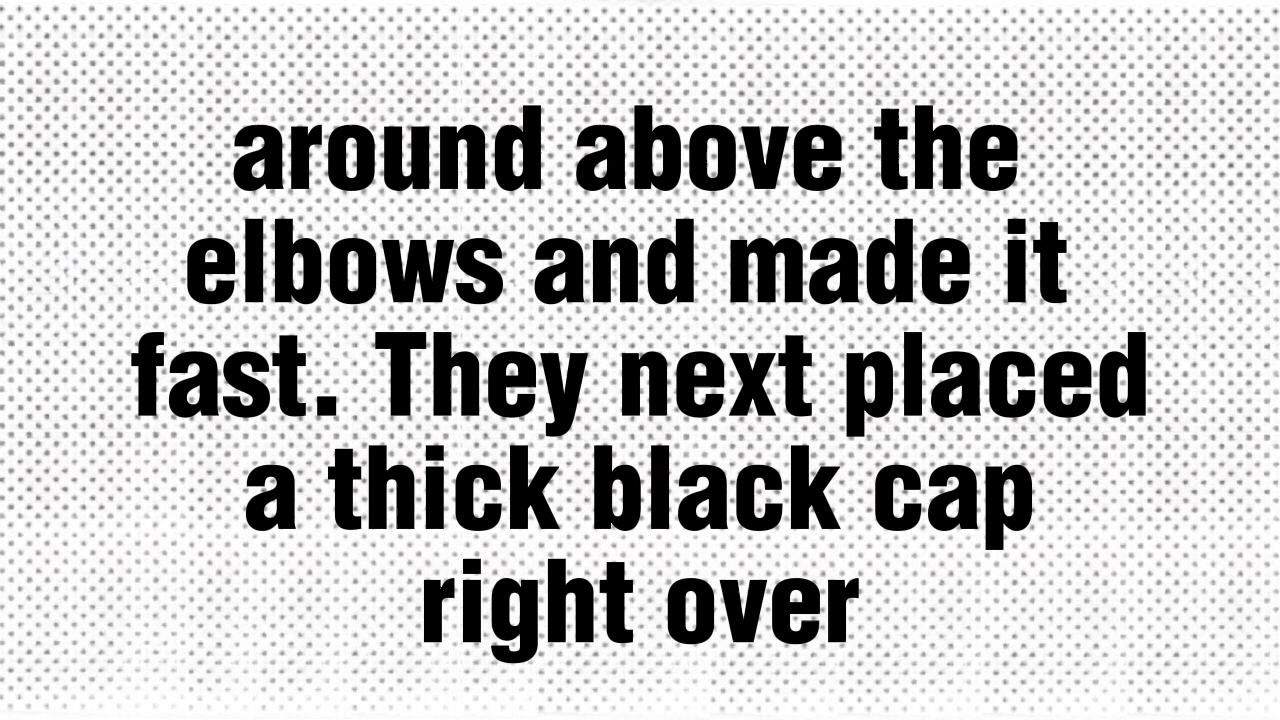 around above the
elbows and made it
fast. They next placed
a thick black cap
right over